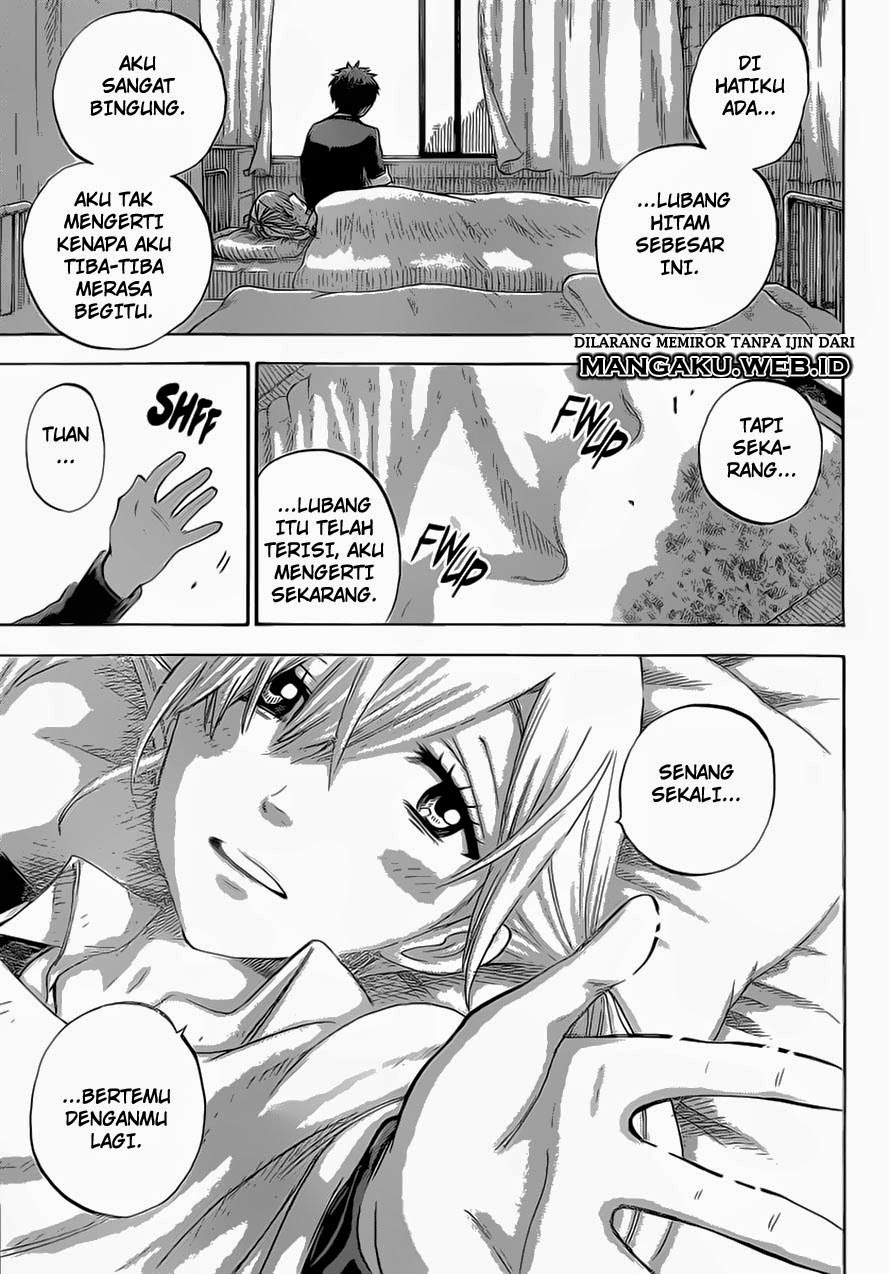 DI
HATIKU
ADA...
...LUBANG
HITAM
SEBESAR
INI.
AKU
SANGAT
BINGUNG.
AKU TAK
MENGERTI
KENAPA AKU
TIBA-TIBA
MERASA
BEGITU.
DILARANG MEMIROR TANPA IJIN DARI
MANGAKU.WEB.ID
TAPI
SEKA-
RANG...
FWUP
FWUP
...LUBANG
ITU TELAH
TERISI, AKU
MENGERTI
SEKARANG.
SHFF
TUAN
...
SENANG
SEKALI...
...BERTEMU
DENGANMU
LAGI.